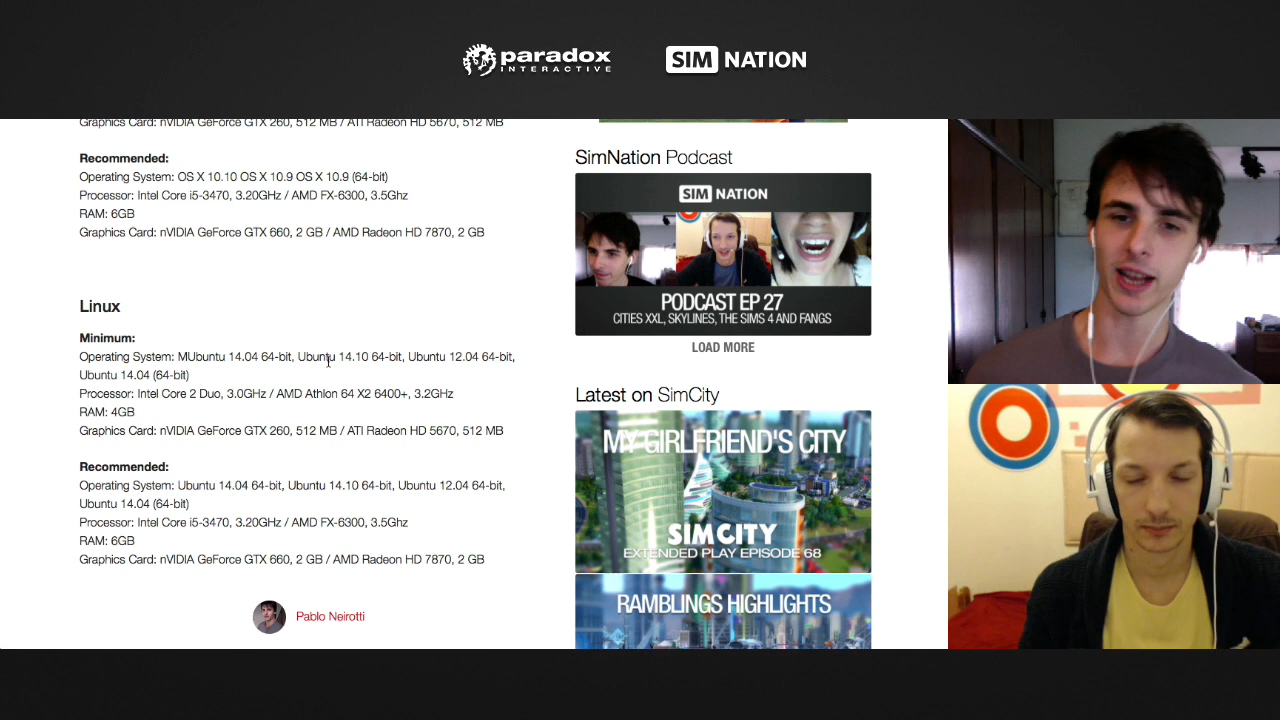 paradox
INTERACTIVE
SIM NATION
Graphics Card: nVIDIA GeForce GTX 260, 512 MB / ATI Radeon HD 5670, 512 MB
Recommended:
Operating System: OS X 10.10 OS X 10.9 OS X 10.9 (64-bit)
Processor: Intel Core i5-3470, 3.20GHz / AMD FX-6300, 3.5Ghz
RAM: 6GB
Graphics Card: nVIDIA GeForce GTX 660, 2 GB / AMD Radeon HD 7870, 2 GB
Linux
Minimum:
Operating System: MUbuntu 14.04 64-bit, Ubuntu 14.10 64-bit, Ubuntu 12.04 64-bit,
Ubuntu 14.04 (64-bit)
Processor: Intel Core 2 Duo, 3.0GHz / AMD Athlon 64 X2 6400+, 3.2GHz
RAM: 4GB
Graphics Card: nVIDIA GeForce GTX 260, 512 MB / ATI Radeon HD 5670, 512 MB
Recommended:
Operating System: Ubuntu 14.04 64-bit, Ubuntu 14.10 64-bit, Ubuntu 12.04 64-bit,
Ubuntu 14.04 (64-bit)
Processor: Intel Core i5-3470, 3.20GHz / AMD FX-6300, 3.5Ghz
RAM: 6GB
Graphics Card: nVIDIA GeForce GTX 660, 2 GB / AMD Radeon HD 7870, 2 GB
Pablo Neirotti
SimNation Podcast
SIM NATION
PODCAST EP 27
CITIES XXL, SKYLINES, THE SIMS 4 AND FANGS
LOAD MORE
Latest on SimCity
MY GIRLFRIEND'S CITY
SIMCITY
EXTENDED PLAY EPISODE 68
RAMBLINGS HIGHLIGHTS